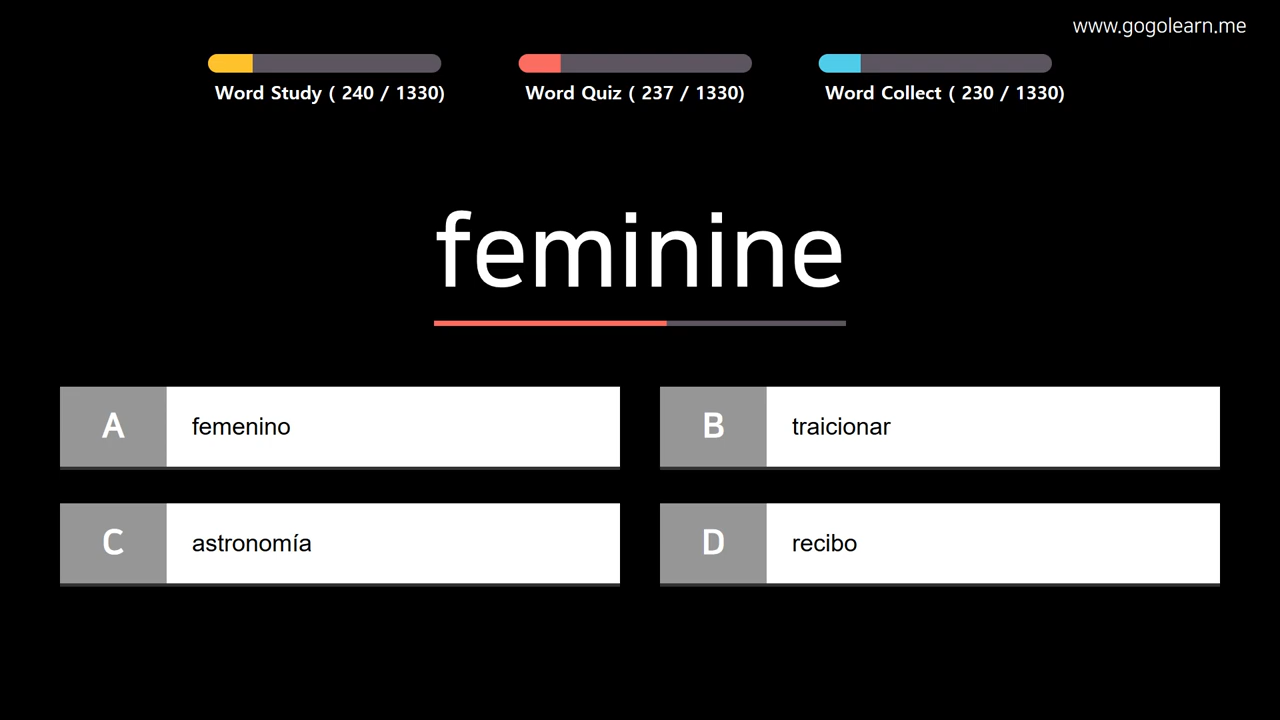 www.gogolearn.me
Word Study ( 240 / 1330)
Word Quiz ( 237 / 1330)
Word Collect ( 230 / 1330)
feminine
A femenino
B traicionar
C astronomía
D recibo